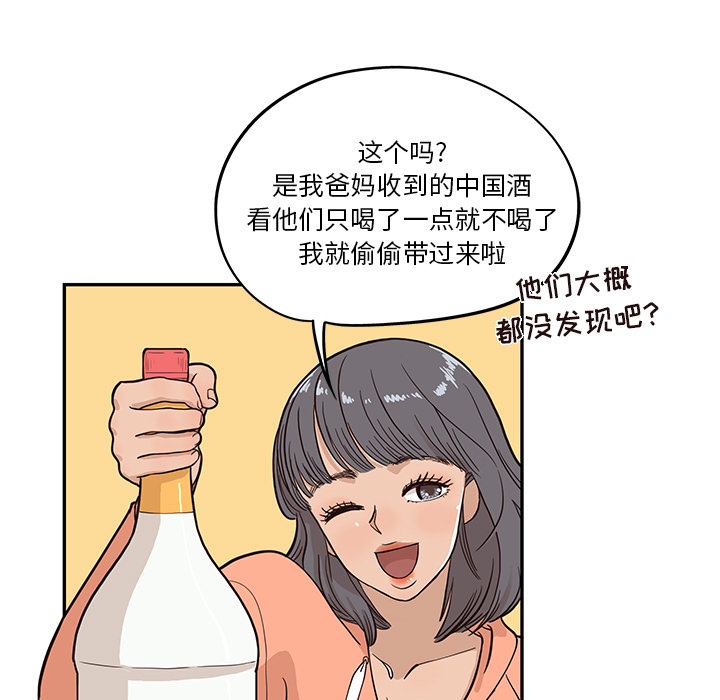 这个吗?
是我爸妈收到的中国酒
看他们只喝了一点就不喝了
我就偷偷带过来啦
他们大概
都没发现吧?